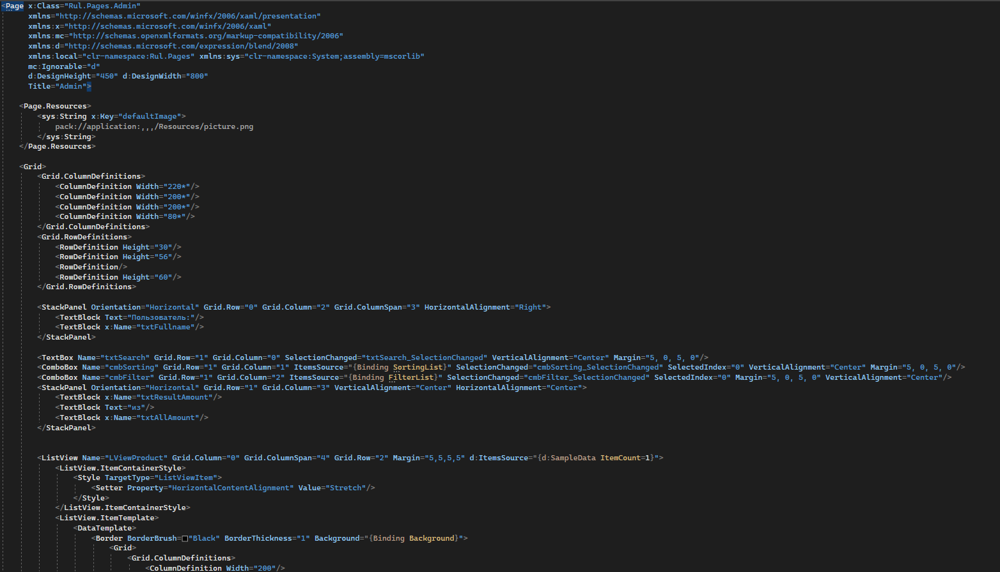 <Page x:Class="Rul.Pages.Admin"
      xmlns="http://schemas.microsoft.com/winfx/2006/xaml/presentation"
      xmlns:x="http://schemas.microsoft.com/winfx/2006/xaml"
      xmlns:mc="http://schemas.openxmlformats.org/markup-compatibility/2006"
      xmlns:d="http://schemas.microsoft.com/expression/blend/2008"
      xmlns:local="clr-namespace:Rul.Pages" xmlns:sys="clr-namespace:System;assembly=mscorlib"
      mc:Ignorable="d"
      d:DesignHeight="450" d:DesignWidth="800"
      Title="Admin">
    <Page.Resources>
        <sys:String x:Key="defaultImage">
            pack://application:,,,/Resources/picture.png
        </sys:String>
    </Page.Resources>
    <Grid>
        <Grid.ColumnDefinitions>
            <ColumnDefinition Width="220*"/>
            <ColumnDefinition Width="200*"/>
            <ColumnDefinition Width="200*"/>
            <ColumnDefinition Width="80*"/>
        </Grid.ColumnDefinitions>
        <Grid.RowDefinitions>
            <RowDefinition Height="30"/>
            <RowDefinition Height="56"/>
            <RowDefinition/>
            <RowDefinition Height="60"/>
        </Grid.RowDefinitions>
        <StackPanel Orientation="Horizontal" Grid.Row="0" Grid.Column="2" Grid.ColumnSpan="3" HorizontalAlignment="Right">
            <TextBlock Text="Пользователь:"/>
            <TextBlock x:Name="txtFullname"/>
        </StackPanel>
        <TextBox Name="txtSearch" Grid.Row="1" Grid.Column="0" SelectionChanged="txtSearch_SelectionChanged" VerticalAlignment="Center" Margin="5, 0, 5, 0"/>
        <ComboBox Name="cmbSorting" Grid.Row="1" Grid.Column="1" ItemsSource="{Binding SortingList}" SelectionChanged="cmbSorting_SelectionChanged" SelectedIndex="0" VerticalAlignment="Center" Margin="5, 0, 5, 0"/>
        <ComboBox Name="cmbFilter" Grid.Row="1" Grid.Column="2" ItemsSource="{Binding FilterList}" SelectionChanged="cmbFilter_SelectionChanged" SelectedIndex="0" Margin="5, 0, 5, 0" VerticalAlignment="Center"/>
        <StackPanel Orientation="Horizontal" Grid.Row="1" Grid.Column="3" VerticalAlignment="Center" HorizontalAlignment="Center">
            <TextBlock x:Name="txtResultAmount"/>
            <TextBlock Text="из"/>
            <TextBlock x:Name="txtAllAmount"/>
        </StackPanel>
        <ListView Name="LViewProduct" Grid.Column="0" Grid.ColumnSpan="4" Grid.Row="2" Margin="5,5,5,5" d:ItemsSource="{d:SampleData ItemCount=1}">
            <ListView.ItemContainerStyle>
                <Style TargetType="ListViewItem">
                    <Setter Property="HorizontalContentAlignment" Value="Stretch"/>
                </Style>
            </ListView.ItemContainerStyle>
            <ListView.ItemTemplate>
                <DataTemplate>
                    <Border BorderBrush="Black" BorderThickness="1" Background="{Binding Background}">
                        <Grid>
                            <Grid.ColumnDefinitions>
                                <ColumnDefinition Width="200"/>